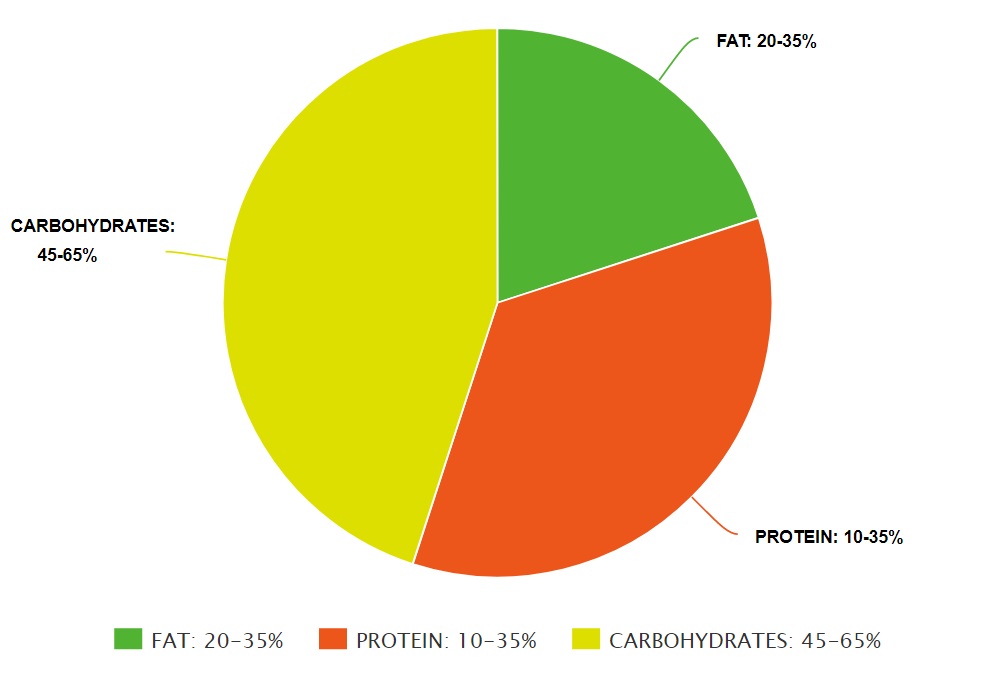 FAT: 20-35%
CARBOHYDRATES:
45-65%
PROTEIN: 10-35%
FAT: 20-35% PROTEIN: 10-35% CARBOHYDRATES: 45-65%